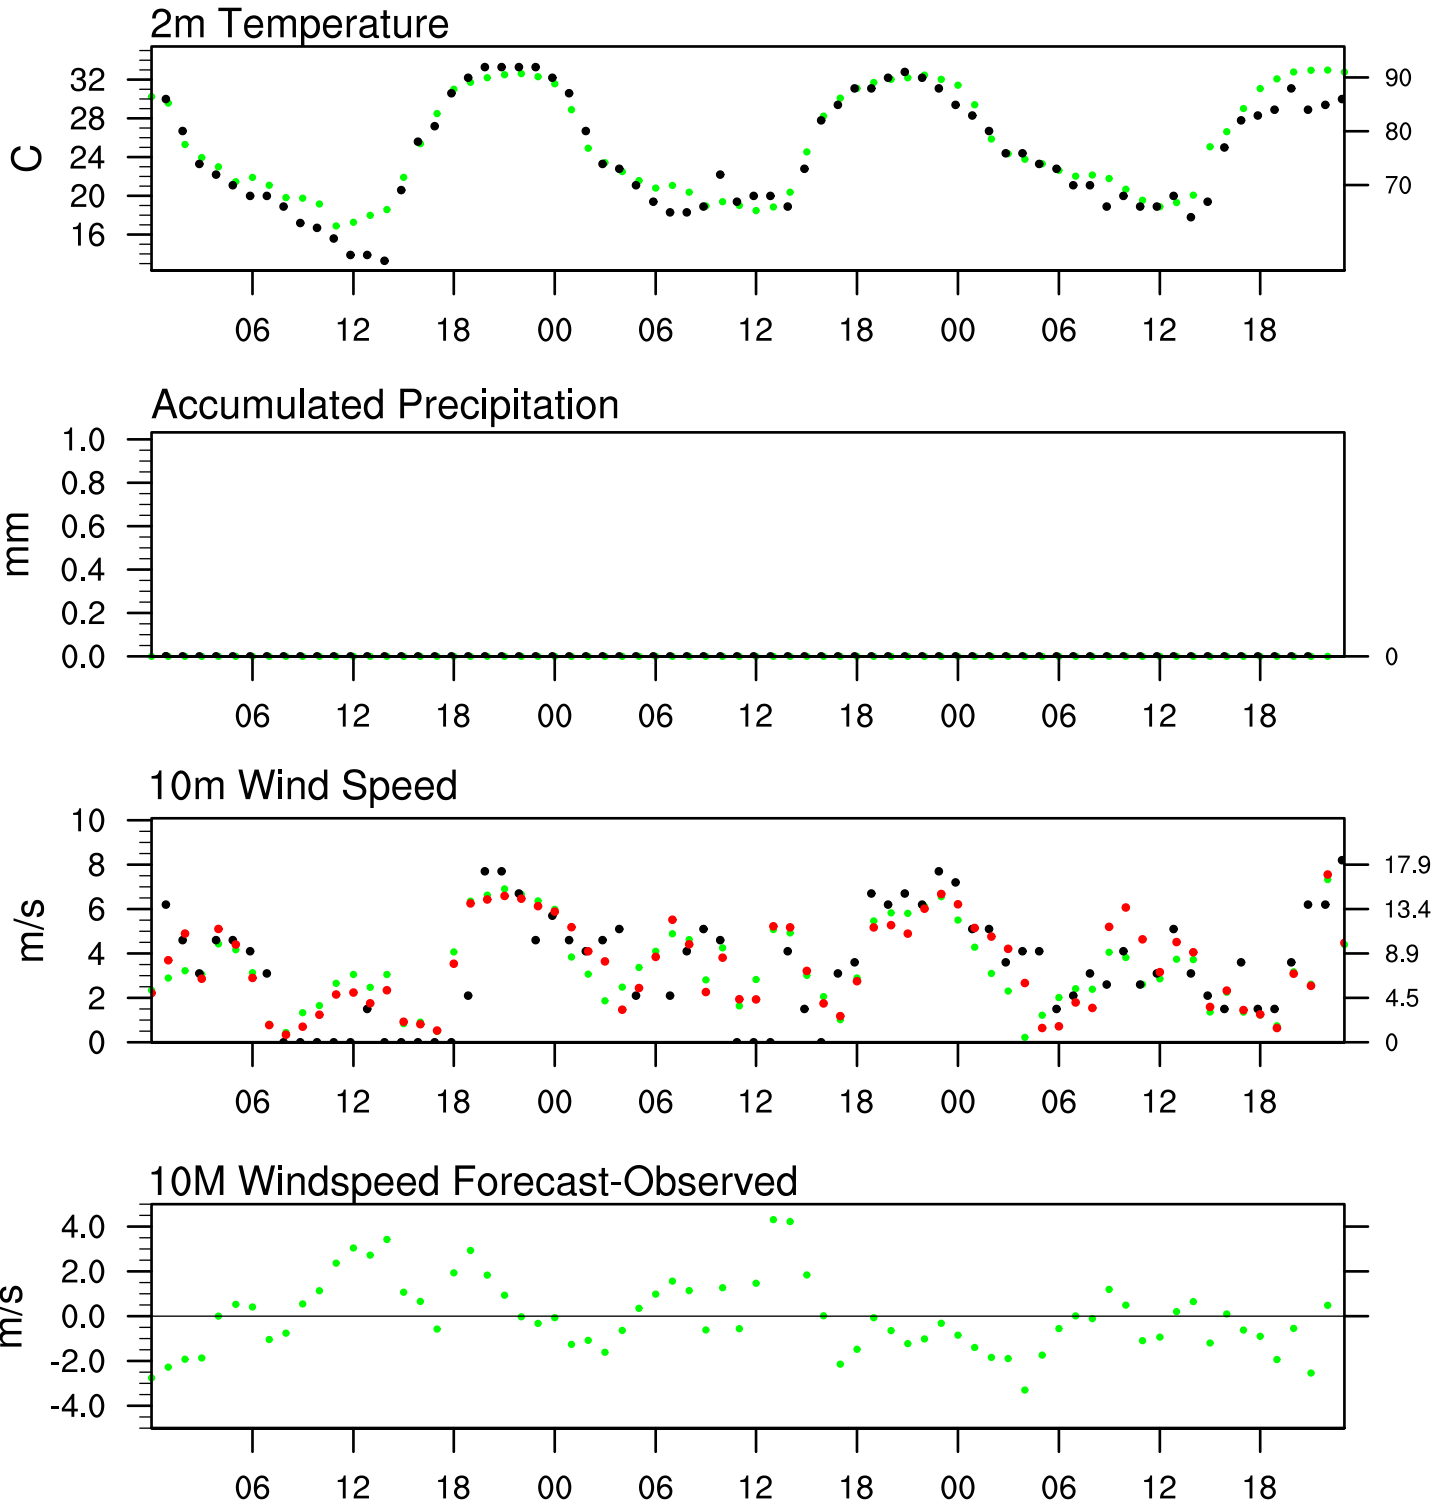 2m Temperature
32
28
24
20
16
C
90
80
70
06 12 18 00 06 12 18 00 06 12 18
Accumulated Precipitation
1.0
0.8
0.6
0.4
0.2
0.0
mm
0
06 12 18 00 06 12 18 00 06 12 18
10m Wind Speed
10
8
6
4
2
0
m/s
17.9
13.4
8.9
4.5
0
06 12 18 00 06 12 18 00 06 12 18
10M Windspeed Forecast-Observed
4.0
2.0
0.0
-2.0
-4.0
m/s
06 12 18 00 06 12 18 00 06 12 18